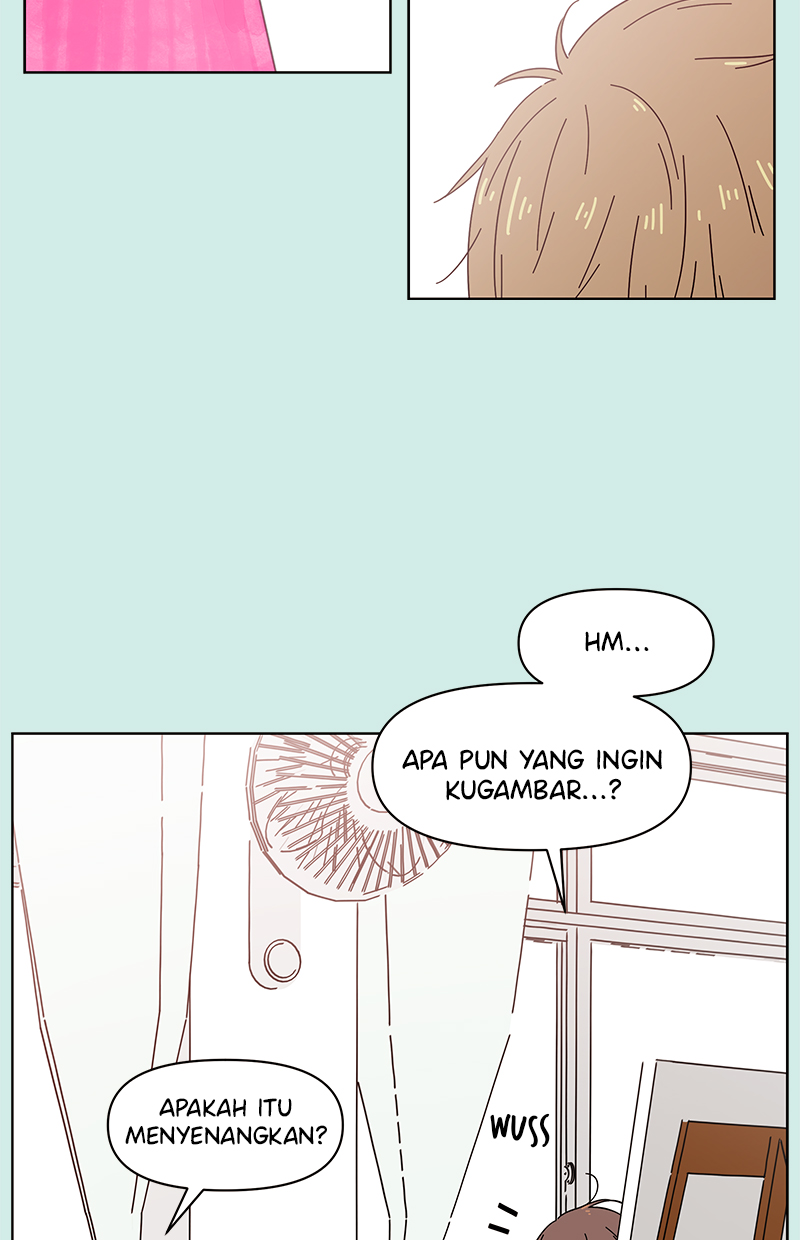 HM...
APA PUN YANG INGIN
KUGAMBAR...?
APAKAH ITU
MENYENANGKAN?
WUSS